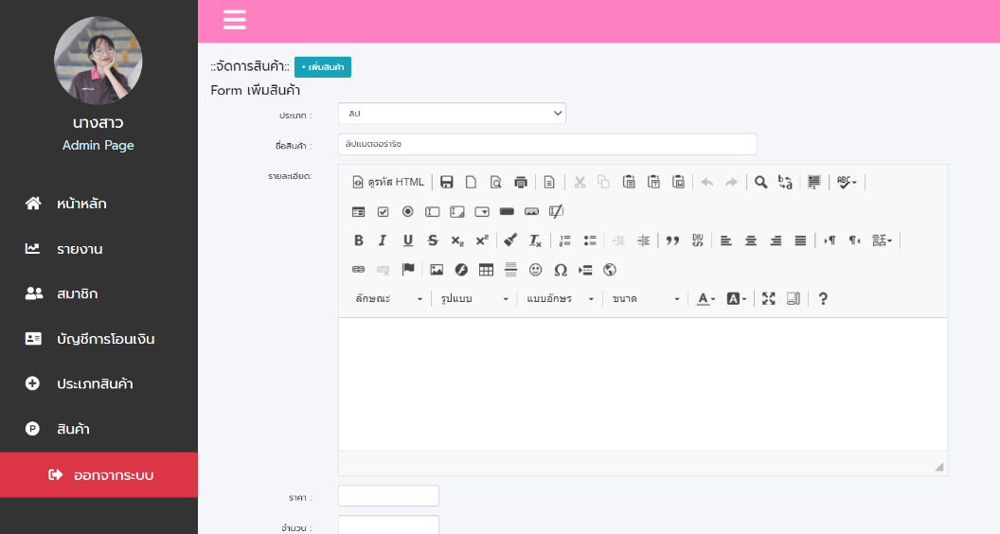 นางสาว
Admin Page
หน้าหลัก
รายงาน
สมาชิก
บัญชีการโอนเงิน
ประเภทสินค้า
สินค้า
ออกจากระบบ
::จัดการสินค้า:: + เพิ่มสินค้า
Form เพิ่มสินค้า
ประเภท : ลิป
ชื่อสินค้า : ลิปแมตออร่าริช
รายละเอียด:
ดูรหัส HTML
ลักษณะ รูปแบบ แบบอักษร ขนาด
ราคา :
จำนวน :